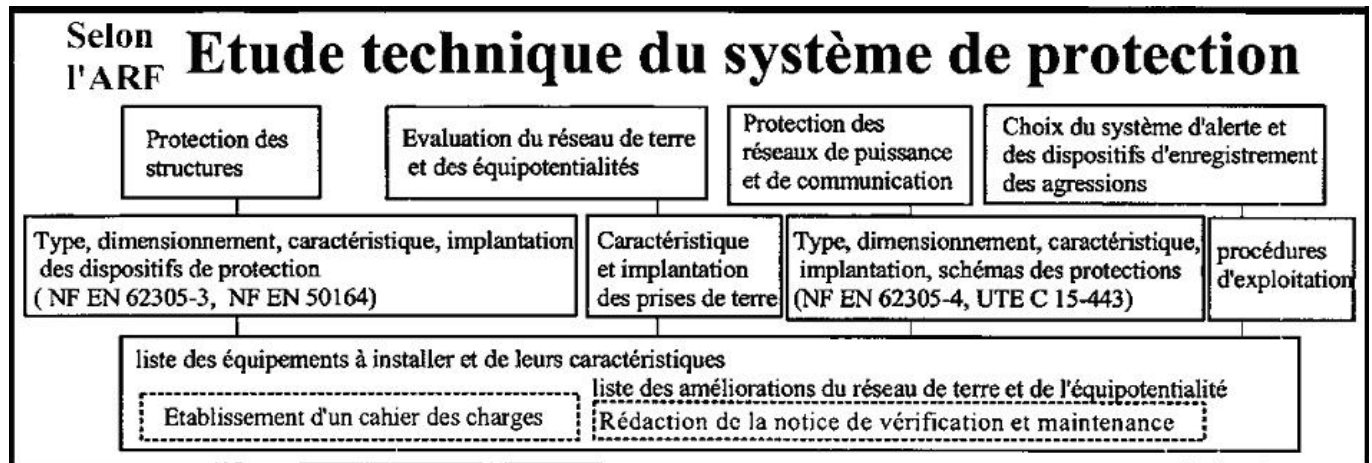 Selon
l'ARF
Etude technique du système de protection
Protection des
structures
Evaluation du réseau de terre
et des équipotentialités
Protection des
réseaux de puissance
et de communication
Choix du système d'alerte et
des dispositifs d'enregistrement
des agressions
Type, dimensionnement, caractéristique, implantation
des dispositifs de protection
( NF EN 62305-3, NF EN 50164)
Caractéristique
et implantation
des prises de terre
Type, dimensionnement, caractéristique,
implantation, schémas des protections
(NF EN 62305-4, UTE C 15-443)
procédures
d'exploitation
liste des équipements à installer et de leurs caractéristiques
liste des améliorations du réseau de terre et de l'équipotentialité
Etablissement d'un cahier des charges
Rédaction de la notice de vérification et maintenance